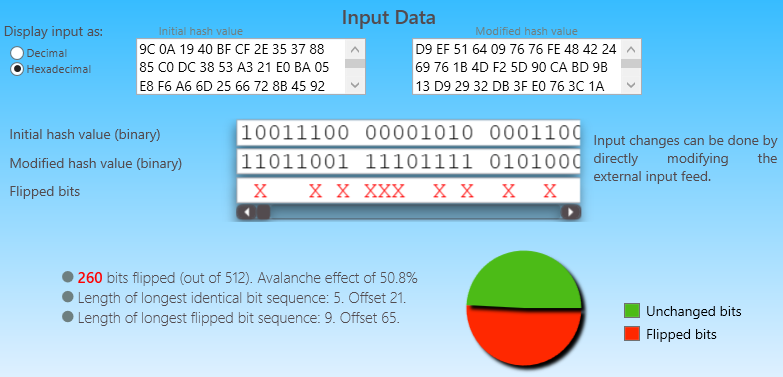 Input Data
Display input as:
Decimal
Hexadecimal
Initial hash value
9C 0A 19 40 BF CF 2E 35 37 88
85 C0 DC 38 53 A3 21 E0 BA 05
E8 F6 A6 6D 25 66 72 8B 45 92
Modified hash value
D9 EF 51 64 09 76 76 FE 48 42 24
69 76 1B 4D F2 5D 90 CA BD 9B
13 D9 29 32 DB 3F E0 76 3C 1A
Initial hash value (binary)
10011100 00001010 0001100
Modified hash value (binary)
11011001 11101111 0101000
Flipped bits
X X X XXX X X X X
Input changes can be done by
directly modifying the
external input feed.
260 bits flipped (out of 512). Avalanche effect of 50.8%
Length of longest identical bit sequence: 5. Offset 21.
Length of longest flipped bit sequence: 9. Offset 65.
Unchanged bits
Flipped bits